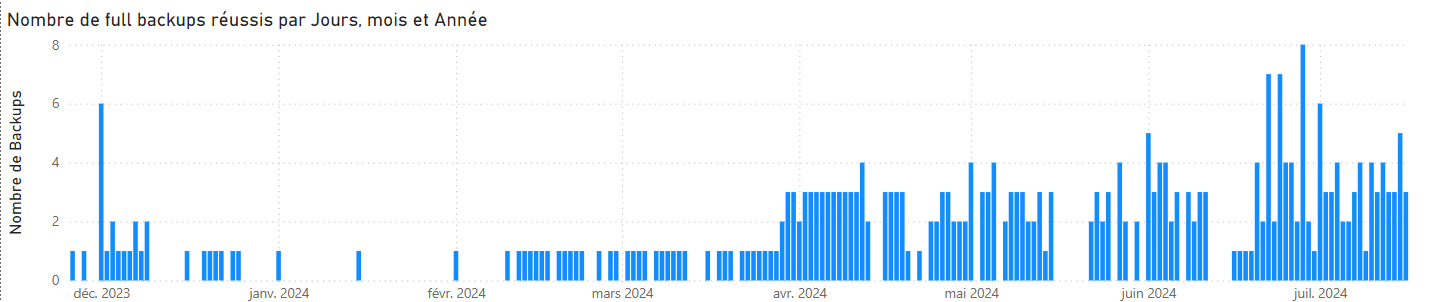 Nombre de full backups réussis par Jours, mois et Année
Nombre de Backups
8
6
4
2
0
déc. 2023 janv. 2024 févr. 2024 mars 2024 avr. 2024 mai 2024 juin 2024 juil. 2024